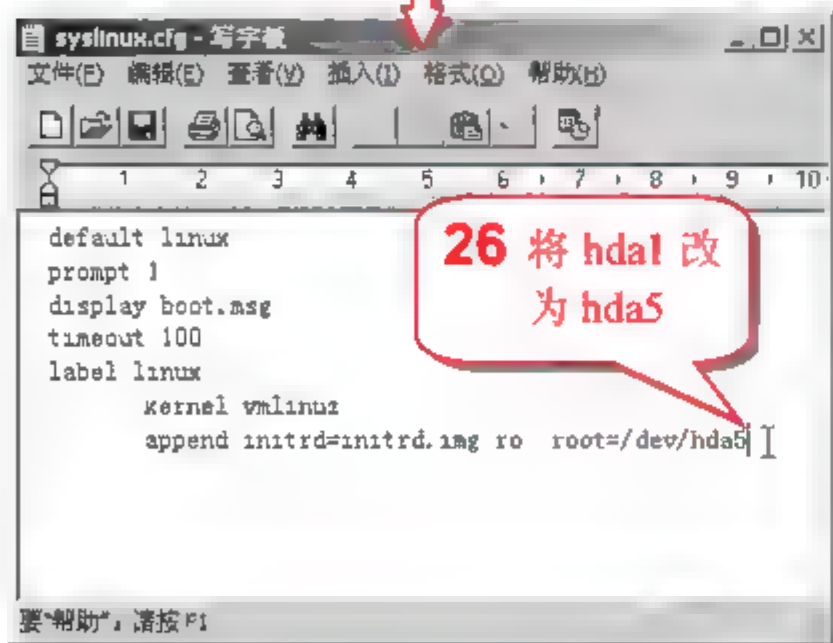 syslinux.cfg - 写字板
文件(F) 编辑(E) 查看(V) 插入(I) 格式(O) 帮助(H)
1 2 3 4 5 6 7 8 9 10
default linux
prompt 1
display boot.msg
timeout 100
label linux
kernel vmlinuz
append initrd=initrd.img ro root=/dev/hda5
26 将 hda1 改
为 hda5
要“帮助”，请按 F1